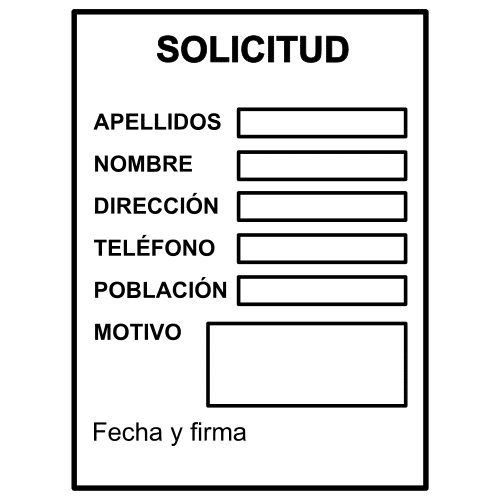 SOLICITUD
APELLIDOS
NOMBRE
DIRECCIÓN
TELÉFONO
POBLACIÓN
MOTIVO
Fecha y firma